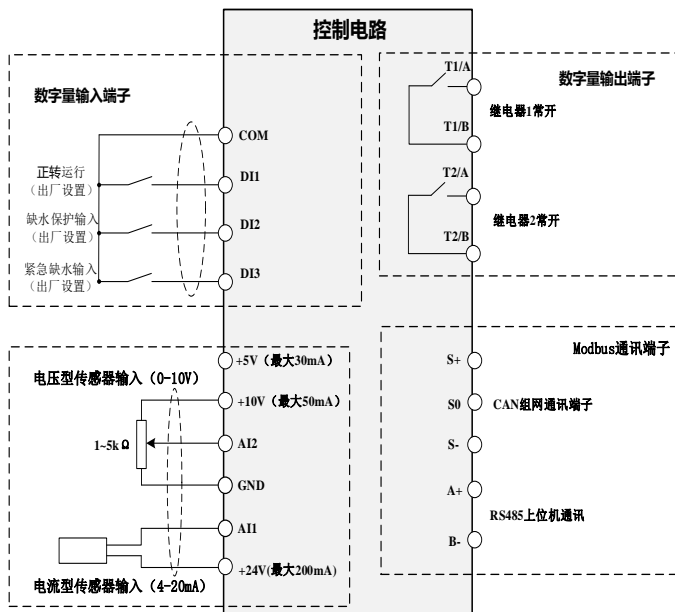 控制电路
数字量输入端子
COM
正转运行
（出厂设置）
DI1
缺水保护输入
（出厂设置）
DI2
紧急缺水输入
（出厂设置）
DI3
数字量输出端子
T1/A
继电器1常开
T1/B
T2/A
继电器2常开
T2/B
+5V（最大30mA）
电压型传感器输入（0-10V）
+10V（最大50mA）
1~5kΩ
AI2
GND
AI1
+24V(最大200mA)
电流型传感器输入（4-20mA）
Modbus通讯端子
S+
S0
CAN组网通讯端子
S-
A+
RS485上位机通讯
B-